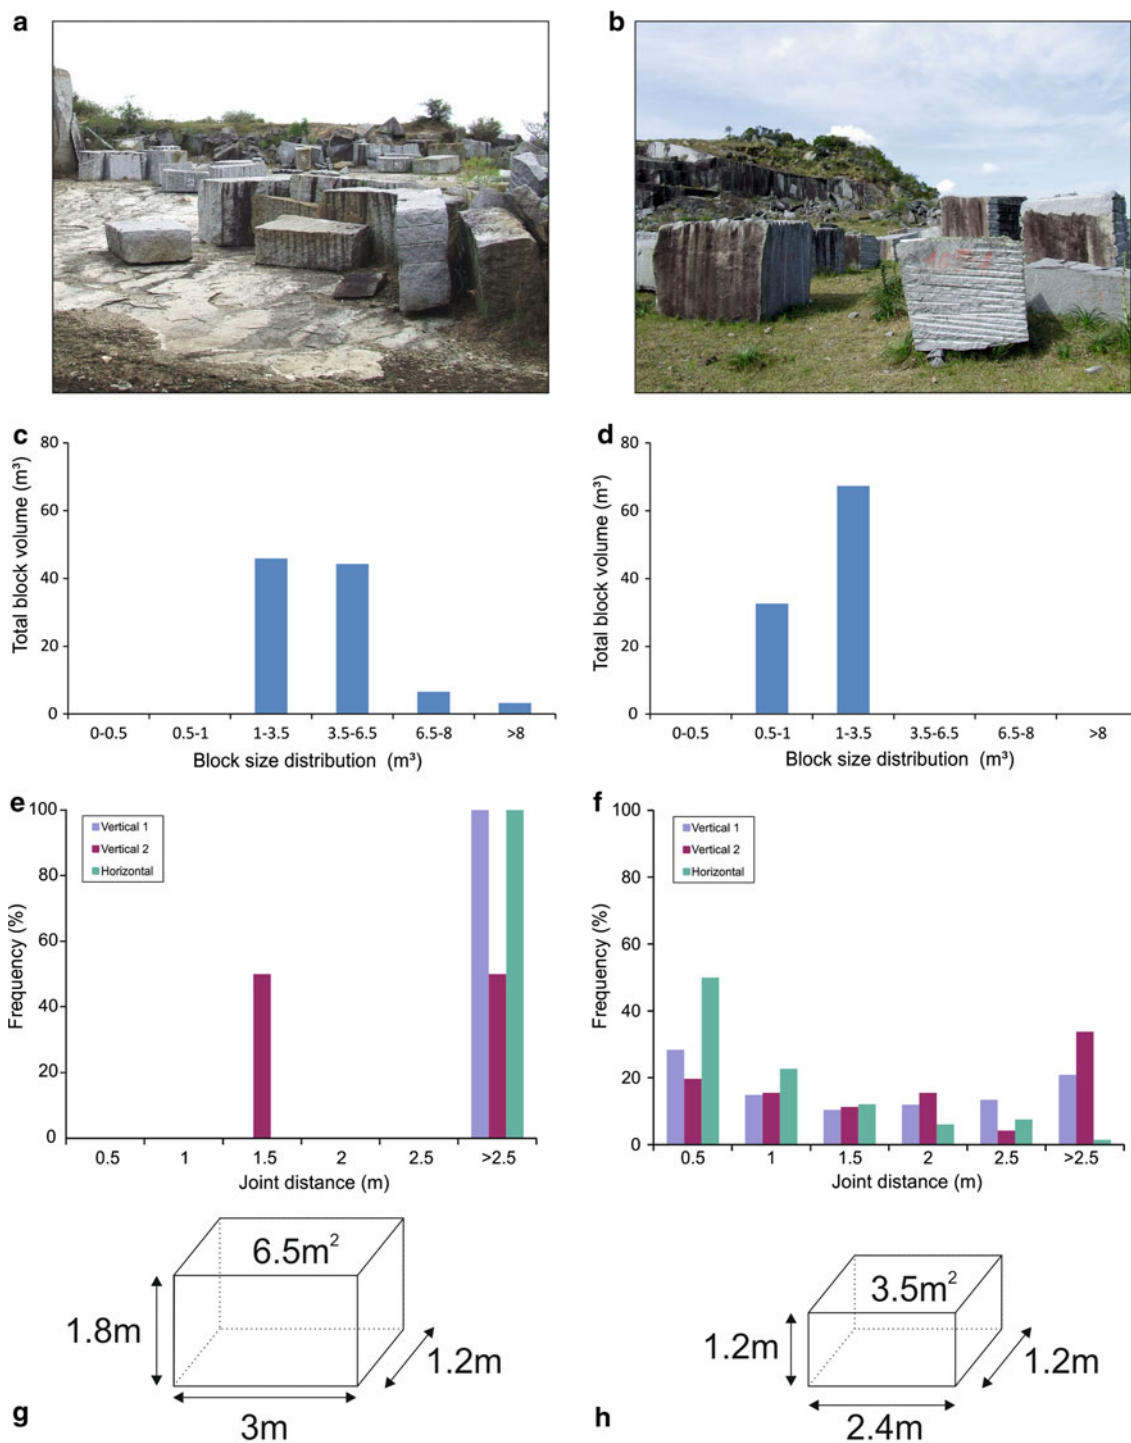 a
b
c
80
60
40
20
0
Total block volume (m³)
0-0.5 0.5-1 1-3.5 3.5-6.5 6.5-8 >8
Block size distribution (m³)
d
80
60
40
20
0
Total block volume (m³)
0-0.5 0.5-1 1-3.5 3.5-6.5 6.5-8 >8
Block size distribution (m³)
e
100
80
60
40
20
0
Frequency (%)
Vertical 1
Vertical 2
Horizontal
0.5 1 1.5 2 2.5 >2.5
Joint distance (m)
f
100
80
60
40
20
0
Frequency (%)
Vertical 1
Vertical 2
Horizontal
0.5 1 1.5 2 2.5 >2.5
Joint distance (m)
6.5m²
1.8m
1.2m
3m
g
3.5m²
1.2m
1.2m
2.4m
h